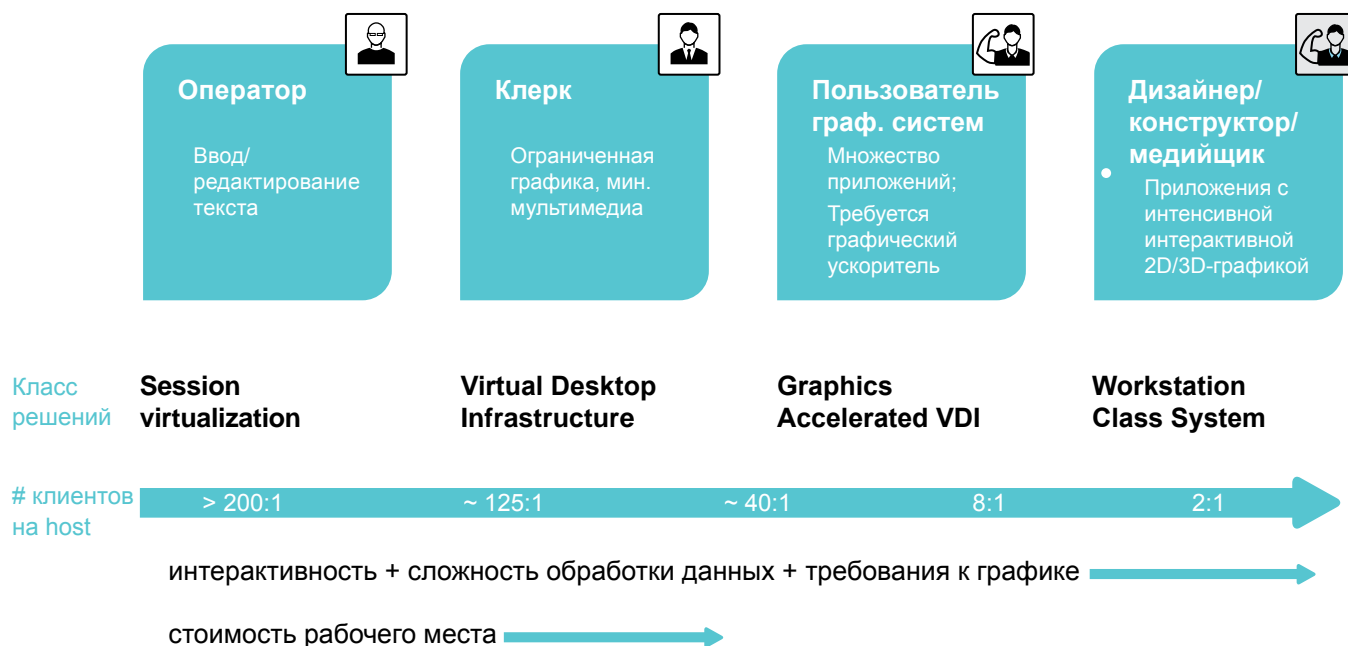 Оператор
Ввод/
редактирование
текста
Клерк
Ограниченная
графика, мин.
мультимедиа
Пользователь
граф. систем
Множество
приложений;
Требуется
графический
ускоритель
Дизайнер/
конструктор/
медийщик
Приложения с
интенсивной
интерактивной
2D/3D-графикой
Класс
решений
Session
virtualization
Virtual Desktop
Infrastructure
Graphics
Accelerated VDI
Workstation
Class System
# клиентов
на host
> 200:1
~ 125:1
~ 40:1
8:1
2:1
интерактивность + сложность обработки данных + требования к графике
стоимость рабочего места